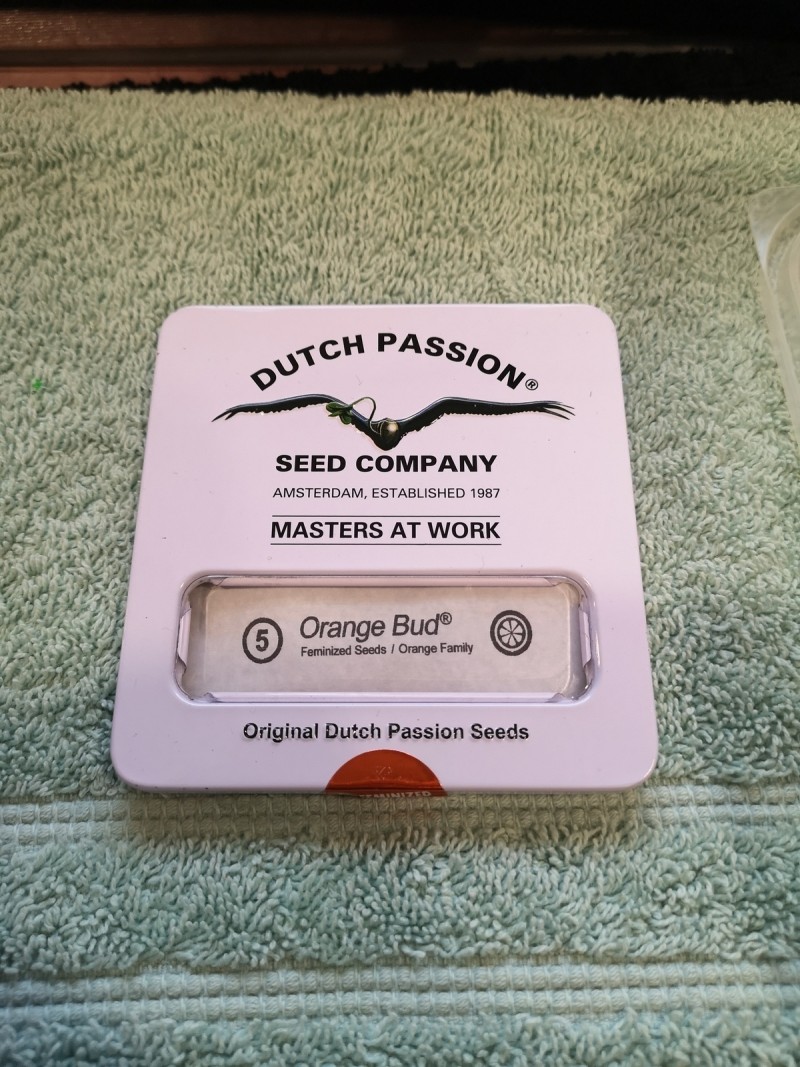 DUTCH PASSION®
SEED COMPANY
AMSTERDAM, ESTABLISHED 1987
MASTERS AT WORK
5
Orange Bud®
Feminized Seeds / Orange Family
Original Dutch Passion Seeds
FEMINIZED